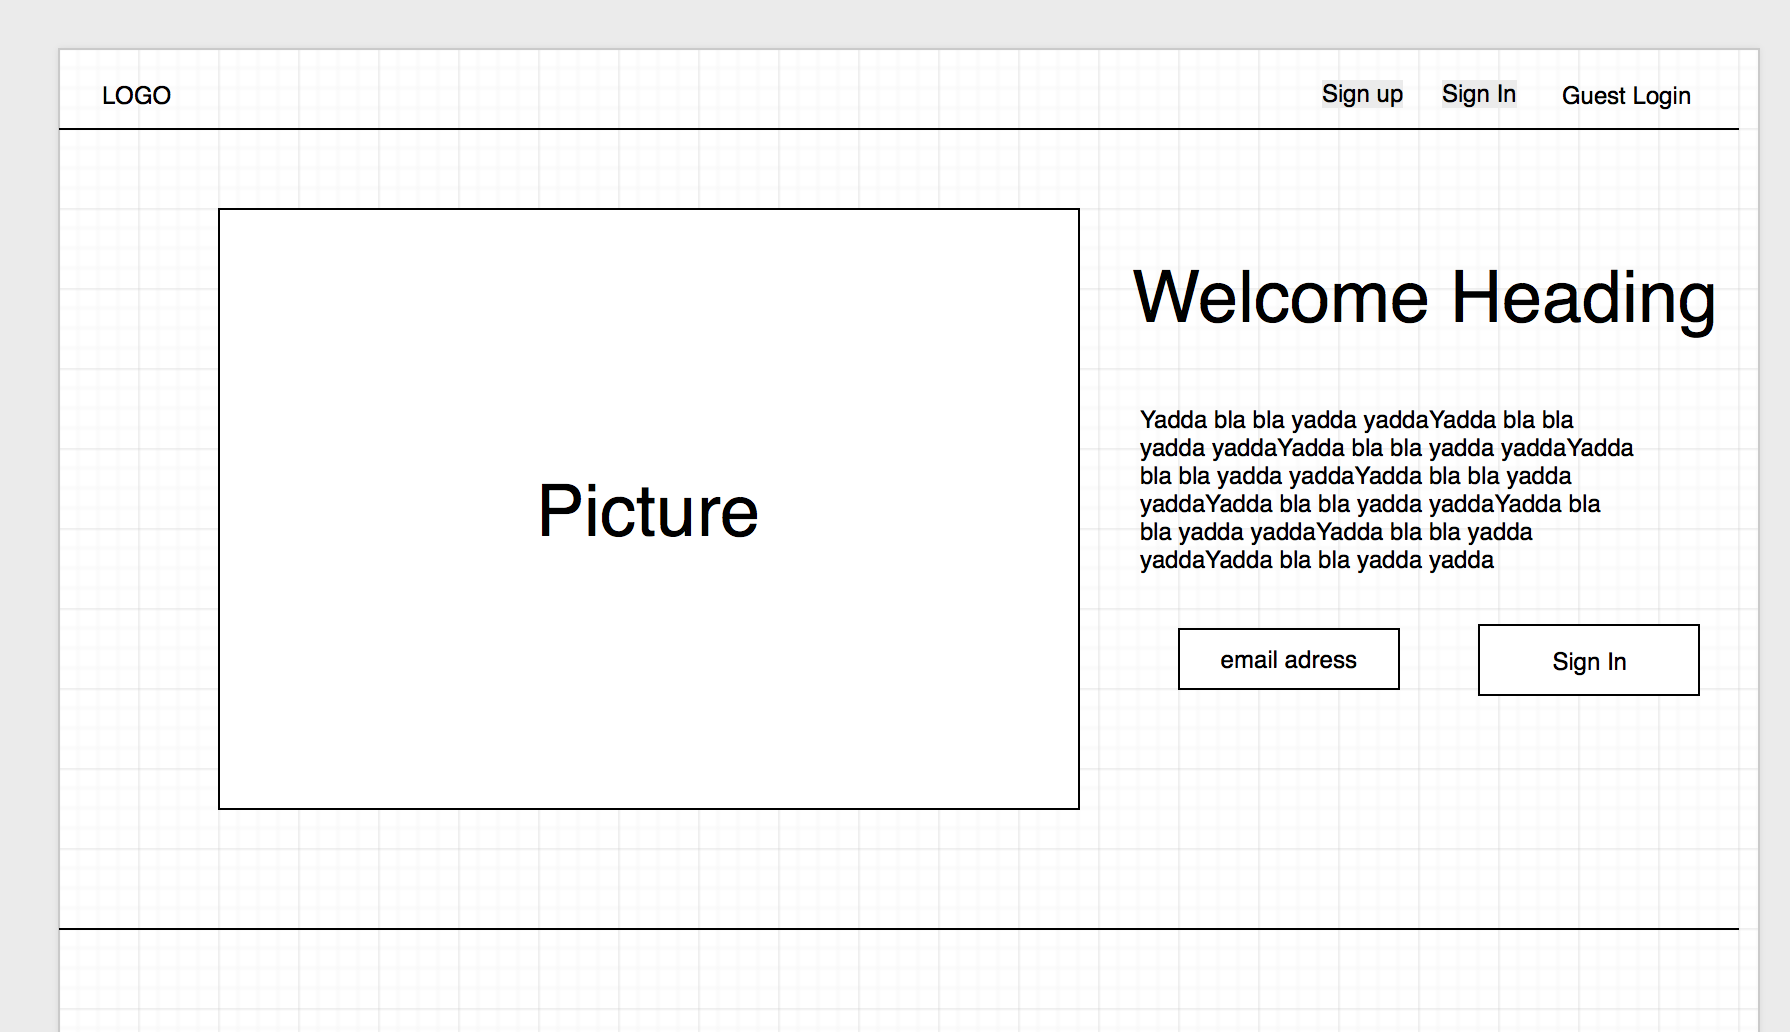 LOGO
Sign up
Sign In
Guest Login
Welcome Heading
Picture
Yadda bla bla yadda yaddaYadda bla bla
yadda yaddaYadda bla bla yadda yaddaYadda
bla bla yadda yaddaYadda bla bla yadda
yaddaYadda bla bla yadda yaddaYadda bla
bla yadda yaddaYadda bla bla yadda
yaddaYadda bla bla yadda yadda
email adress
Sign In